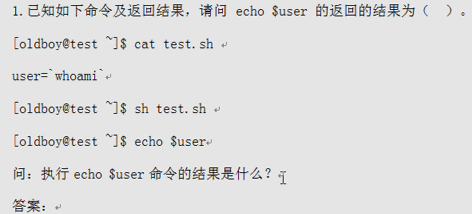 1.已知如下命令及返回结果，请问 echo $user 的返回的结果为（ ）。
[oldboy@test ~]$ cat test.sh
user=`whoami`
[oldboy@test ~]$ sh test.sh
[oldboy@test ~]$ echo $user
问：执行 echo $user 命令的结果是什么？
答案：